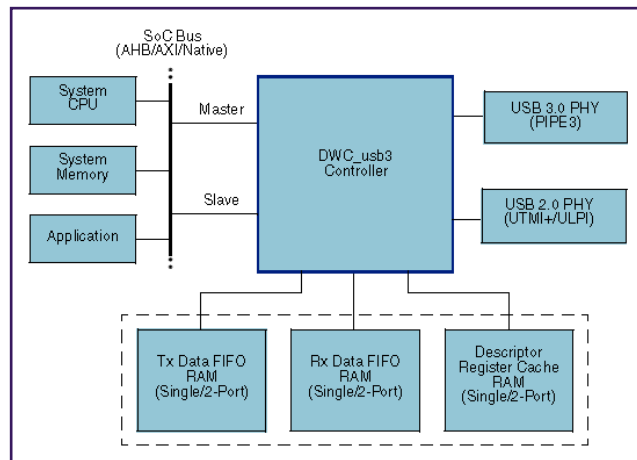 SoC Bus
(AHB/AXI/Native)
System
CPU
System
Memory
Application
Master
Slave
DWC_usb3
Controller
USB 3.0 PHY
(PIPE3)
USB 2.0 PHY
(UTMI+/ULPI)
Tx Data FIFO
RAM
(Single/2-Port)
Rx Data FIFO
RAM
(Single/2-Port)
Descriptor
Register Cache
RAM
(Single/2-Port)